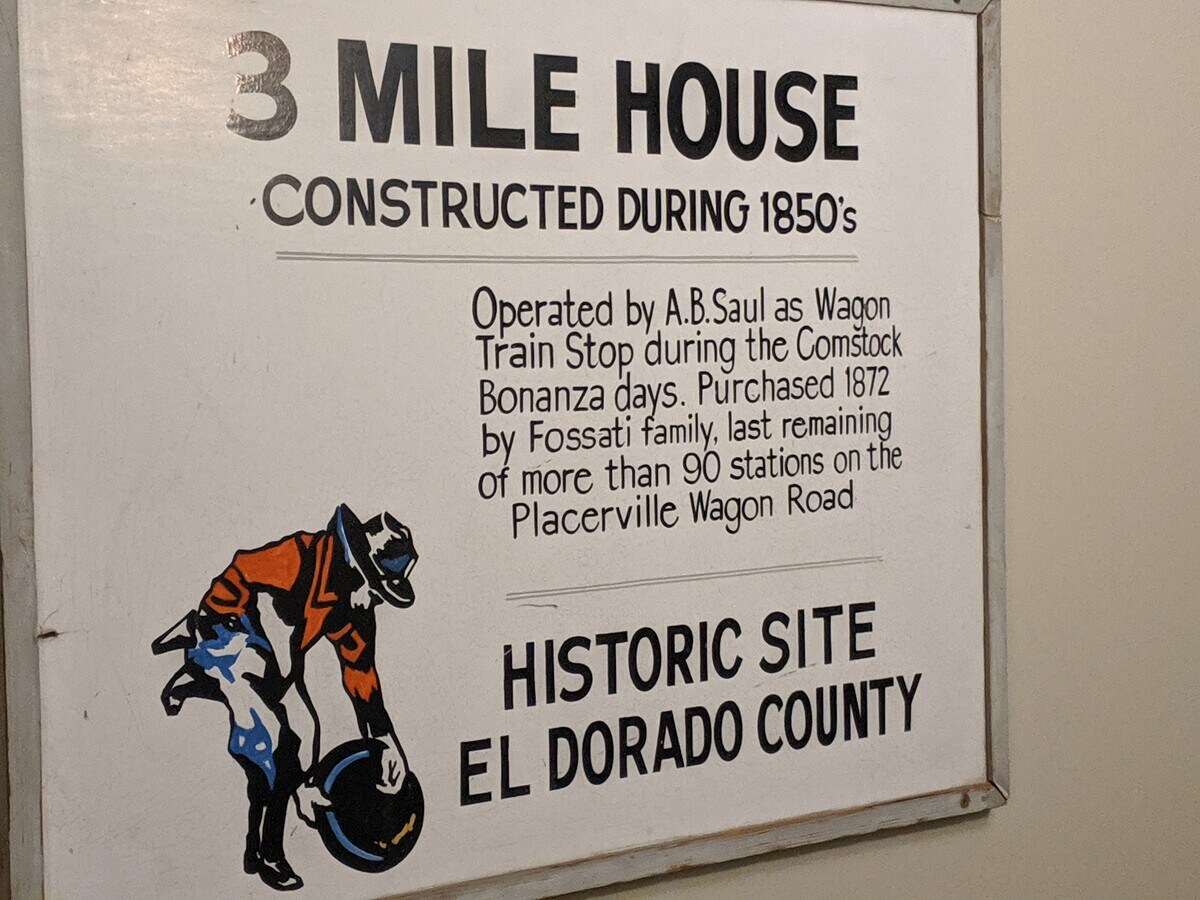 3 MILE HOUSE
CONSTRUCTED DURING 1850's
Operated by A.B.Saul as Wagon
Train Stop during the Comstock
Bonanza days. Purchased 1872
by Fossati family, last remaining
of more than 90 stations on the
Placerville Wagon Road
HISTORIC SITE
EL DORADO COUNTY